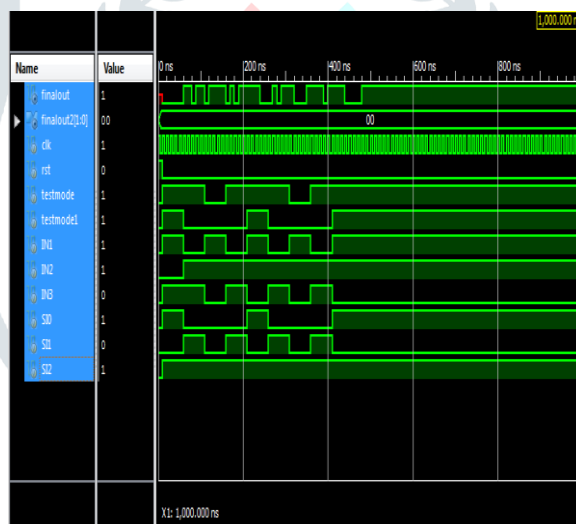 1,000.000 n
Name Value 0 ns 200 ns 400 ns 600 ns 800 ns
finalout 1
finalout2[1:0] 00 00
clk 1
rst 0
testmode 1
testmode1 1
IN1 1
IN2 1
IN3 0
SI0 1
SI1 0
SI2 1
X1: 1,000.000 ns